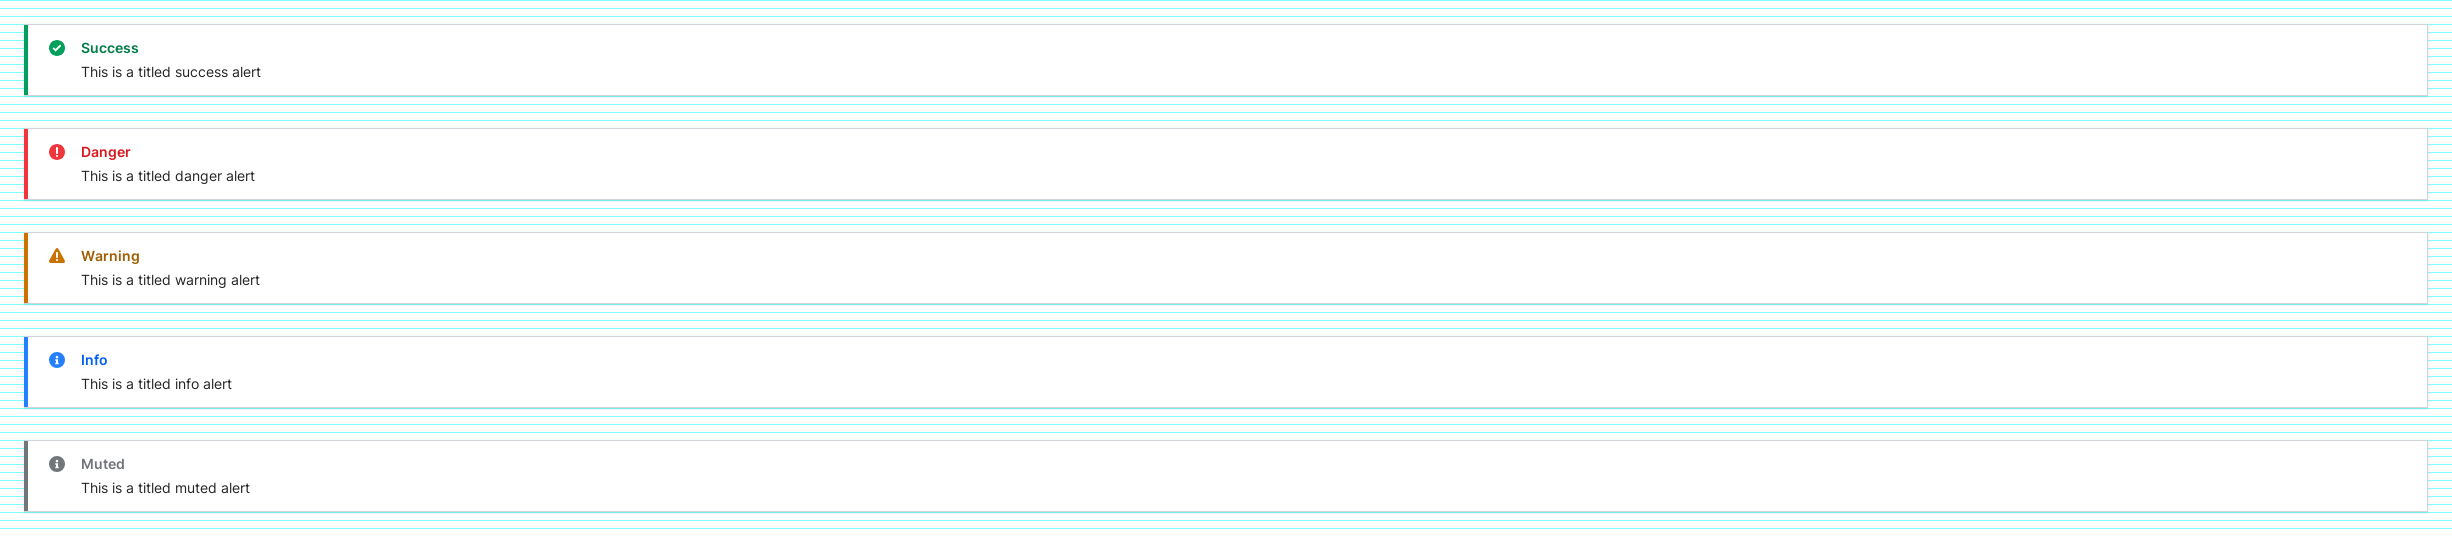 Success
This is a titled success alert
Danger
This is a titled danger alert
Warning
This is a titled warning alert
Info
This is a titled info alert
Muted
This is a titled muted alert